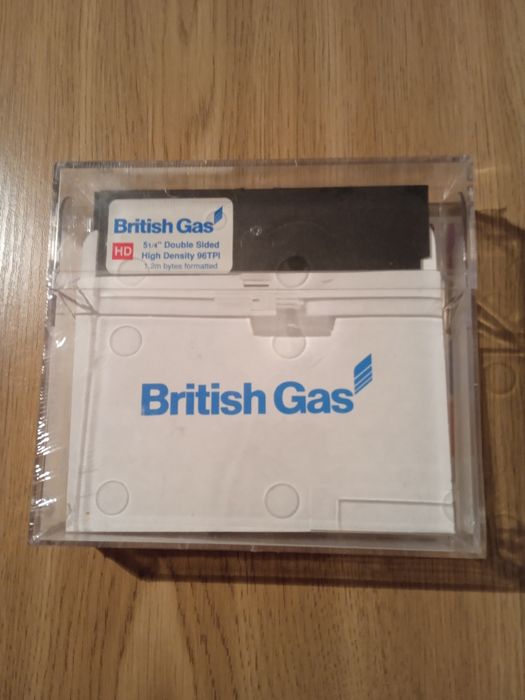 British Gas
HD
5¼" Double Sided
High Density 96TPI
1.2m bytes formatted
British Gas